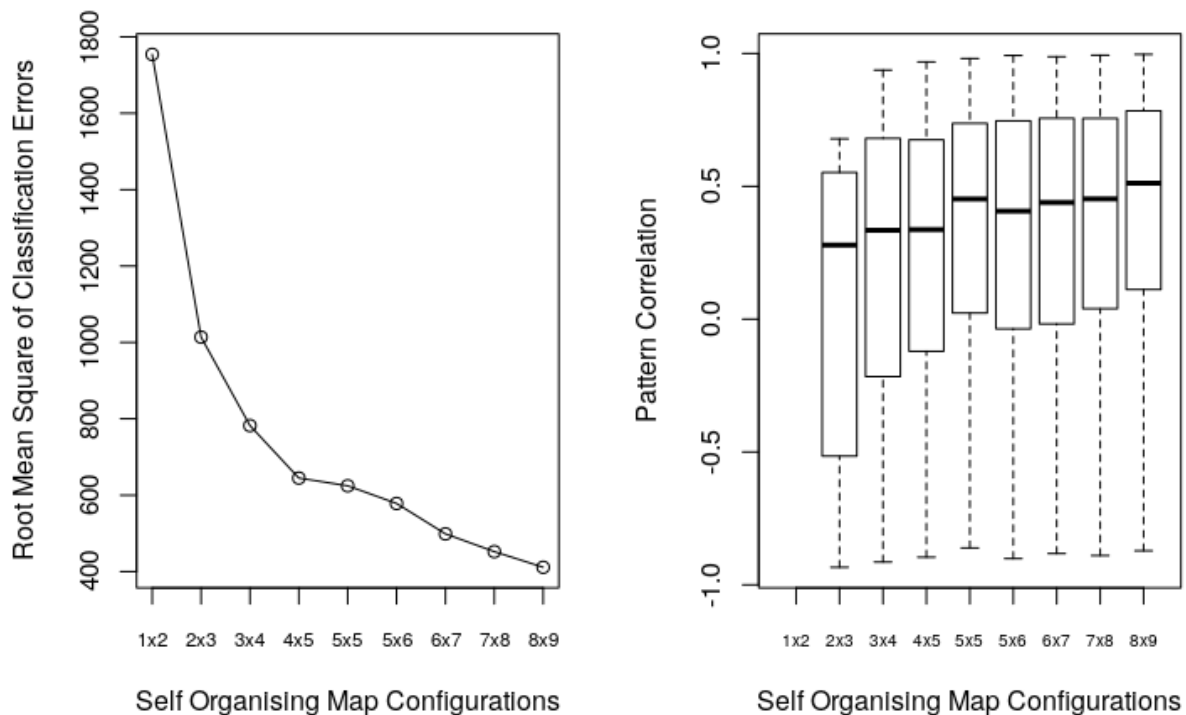 Root Mean Square of Classification Errors
1800
1600
1400
1200
1000
800
600
400
1x2 2x3 3x4 4x5 5x5 5x6 6x7 7x8 8x9
Self Organising Map Configurations
Pattern Correlation
1.0
0.5
0.0
-0.5
-1.0
1x2 2x3 3x4 4x5 5x5 5x6 6x7 7x8 8x9
Self Organising Map Configurations